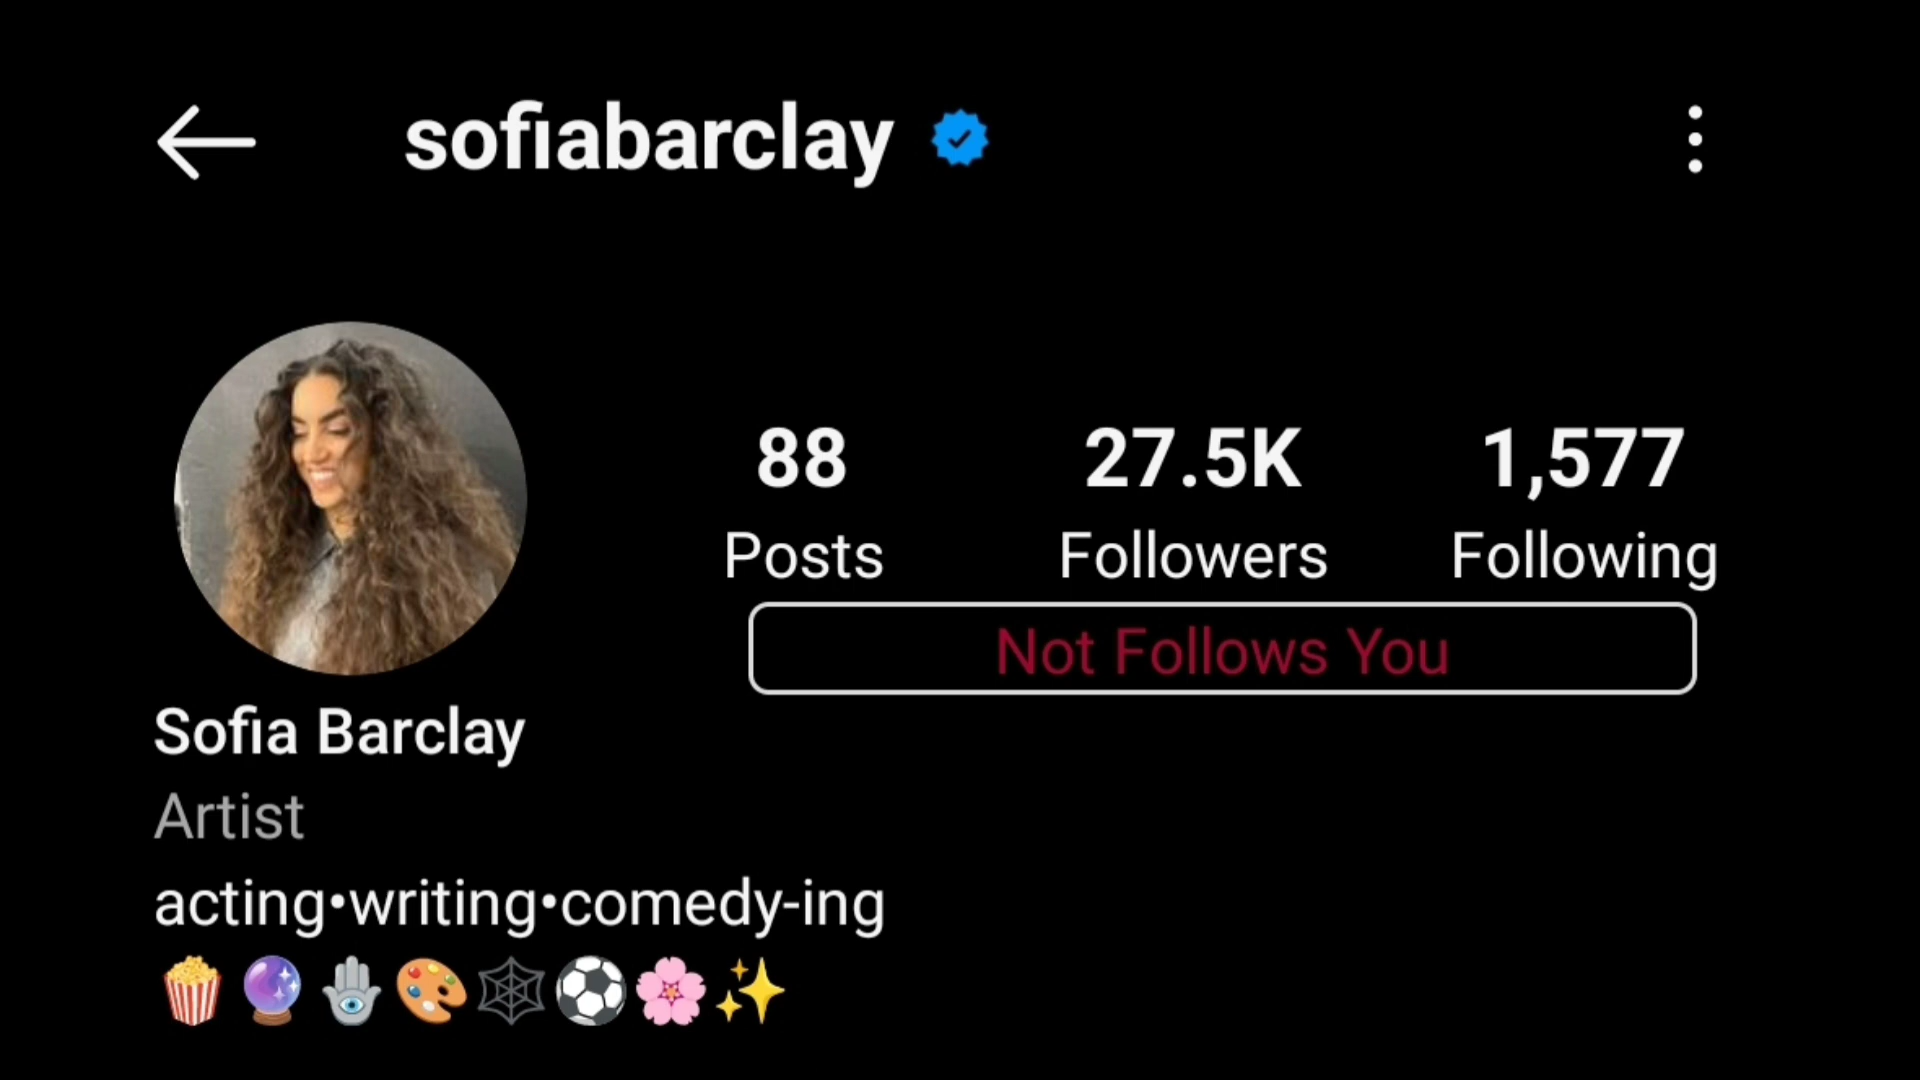 sofiabarclay
88 27.5K 1,577
Posts Followers Following
Not Follows You
Sofia Barclay
Artist
acting•writing•comedy-ing
🍿🔮🪬🎨🕸️⚽🌸✨